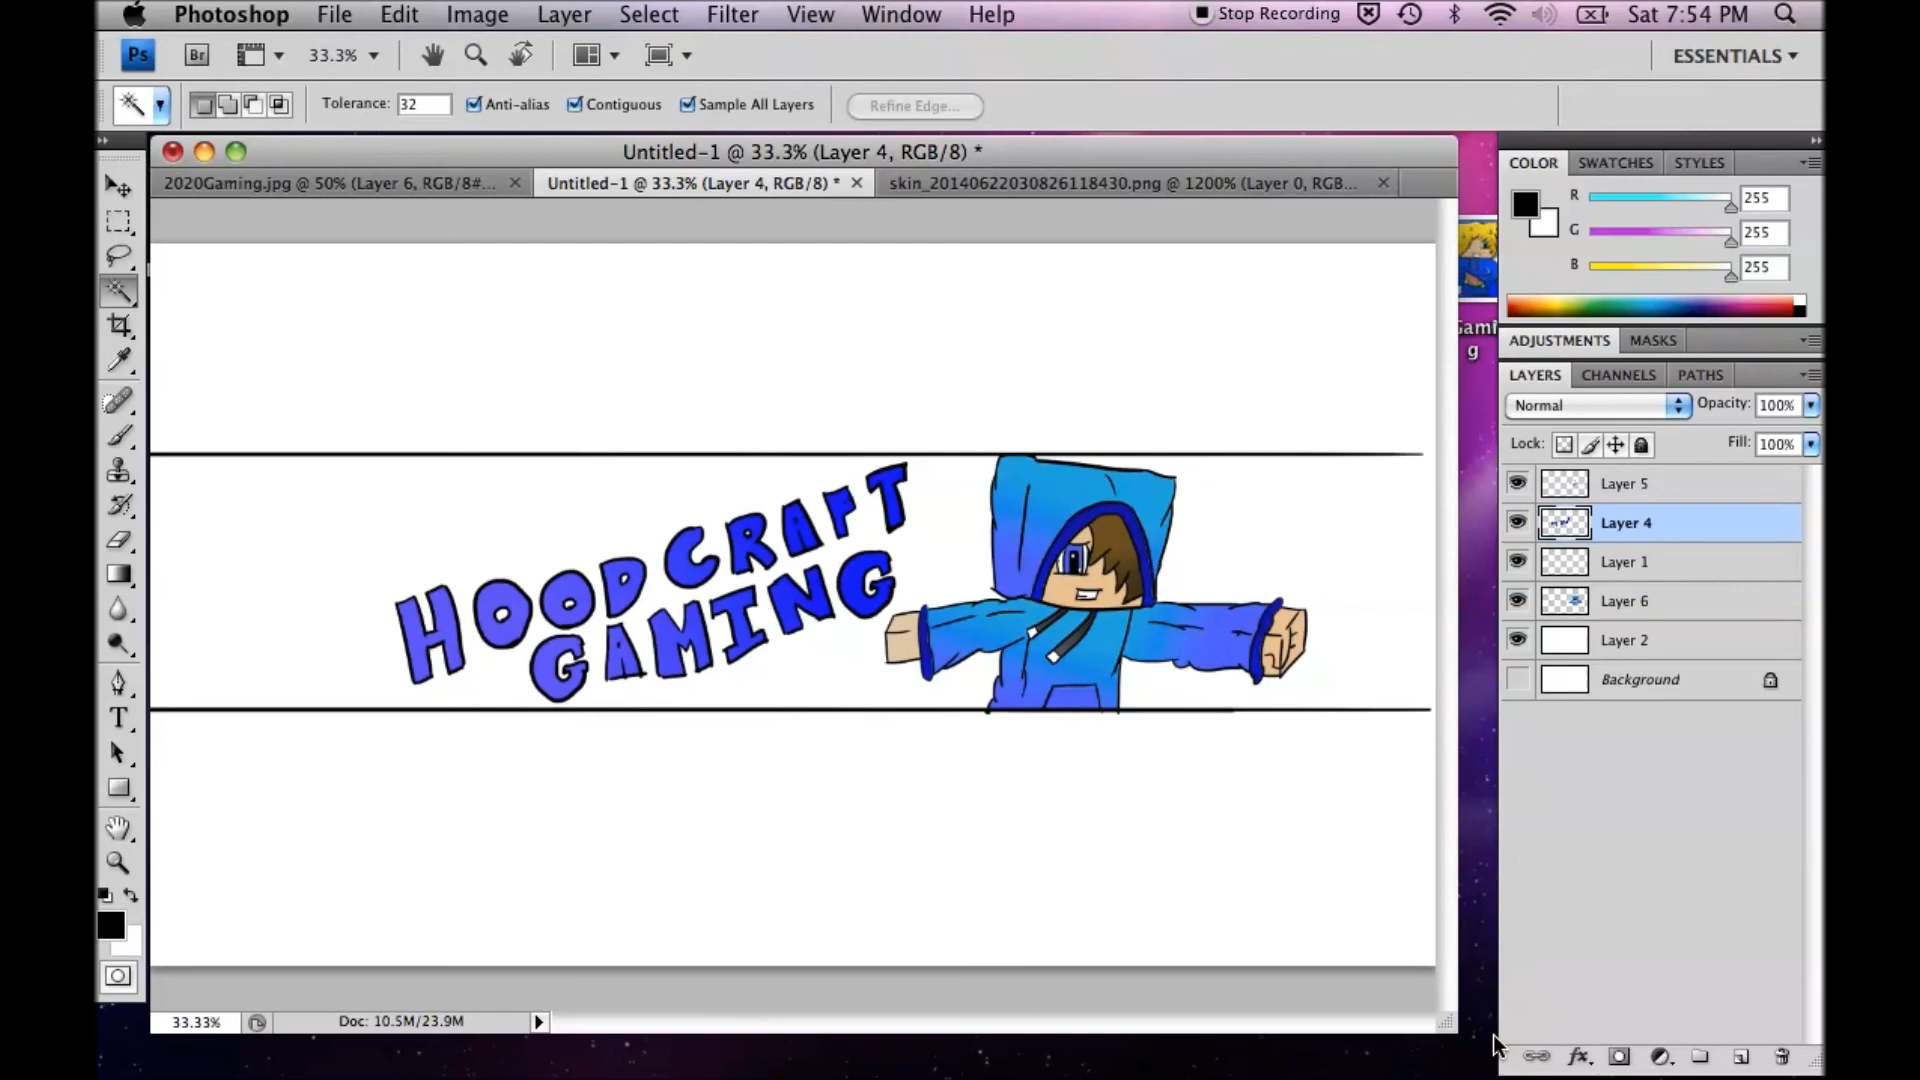 Photoshop File Edit Image Layer Select Filter View Window Help Stop Recording Sat 7:54 PM
Ps Br 33.3% ESSENTIALS
Tolerance: 32 Anti-alias Contiguous Sample All Layers Refine Edge...
Untitled-1 @ 33.3% (Layer 4, RGB/8) *
2020Gaming.jpg @ 50% (Layer 6, RGB/8#... Untitled-1 @ 33.3% (Layer 4, RGB/8) * skin_20140622030826118430.png @ 1200% (Layer 0, RGB...
HOODCRAFT
GAMING
Gami
g
COLOR SWATCHES STYLES
R 255
G 255
B 255
ADJUSTMENTS MASKS
LAYERS CHANNELS PATHS
Normal Opacity: 100%
Lock: Fill: 100%
Layer 5
Layer 4
Layer 1
Layer 6
Layer 2
Background
T
fx
33.33% Doc: 10.5M/23.9M